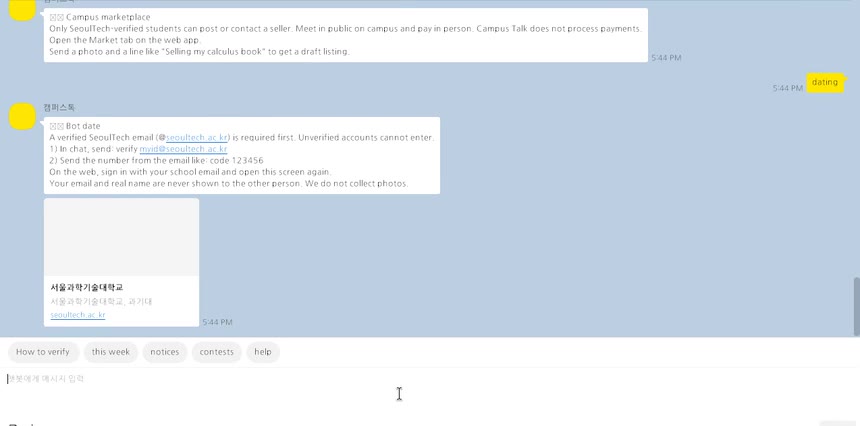 Campus marketplace
Only SeoulTech-verified students can post or contact a seller. Meet in public on campus and pay in person. Campus Talk does not process payments.
Open the Market tab on the web app.
Send a photo and a line like "Selling my calculus book" to get a draft listing.
5:44 PM
dating
5:44 PM
캠퍼스톡
Bot date
A verified SeoulTech email (@seoultech.ac.kr) is required first. Unverified accounts cannot enter.
1) In chat, send: verify myid@seoultech.ac.kr
2) Send the number from the email like: code 123456
On the web, sign in with your school email and open this screen again.
Your email and real name are never shown to the other person. We do not collect photos.
서울과학기술대학교
서울과학기술대학교, 과기대
seoultech.ac.kr
5:44 PM
How to verify
this week
notices
contests
help
챗봇에게 메시지 입력